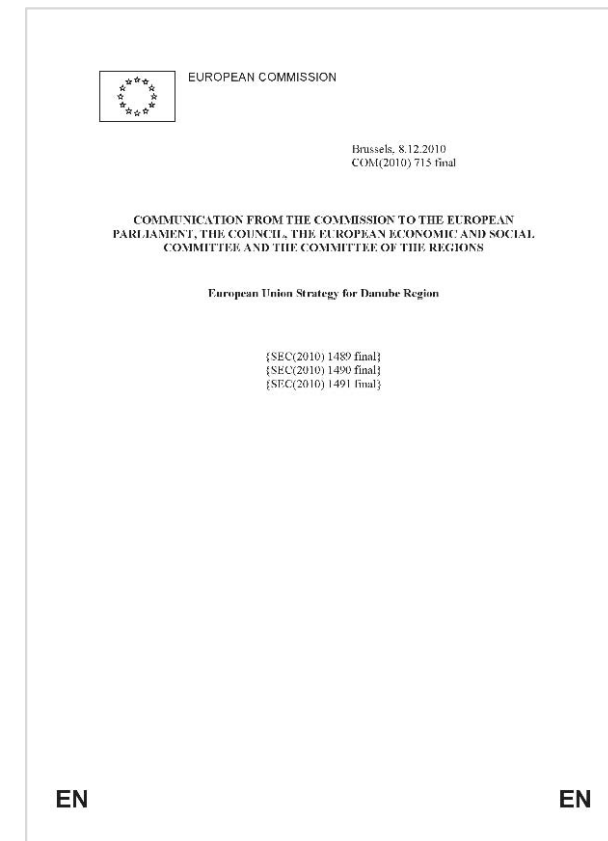 EUROPEAN COMMISSION
Brussels, 8.12.2010
COM(2010) 715 final
COMMUNICATION FROM THE COMMISSION TO THE EUROPEAN
PARLIAMENT, THE COUNCIL, THE EUROPEAN ECONOMIC AND SOCIAL
COMMITTEE AND THE COMMITTEE OF THE REGIONS
European Union Strategy for Danube Region
{SEC(2010) 1489 final}
{SEC(2010) 1490 final}
{SEC(2010) 1491 final}
EN EN